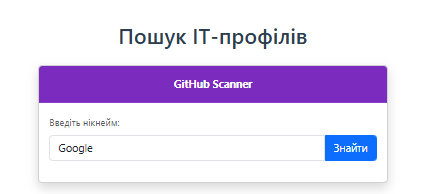 Пошук IT-профілів
GitHub Scanner
Введіть нікнейм:
Google
Знайти